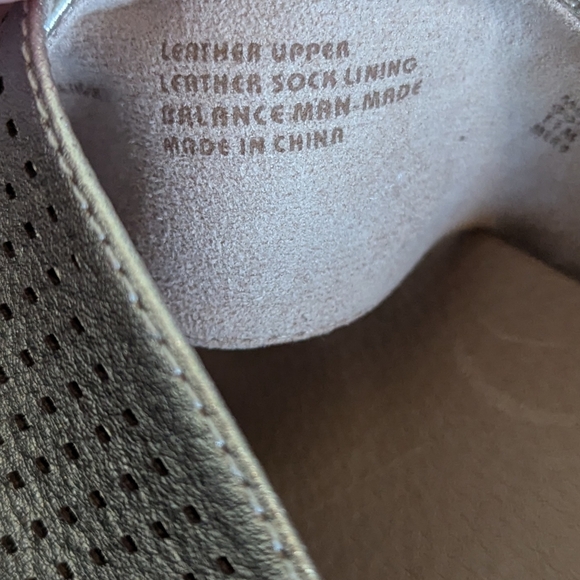 LEATHER UPPER
LEATHER SOCK LINING
BALANCE MAN-MADE
MADE IN CHINA